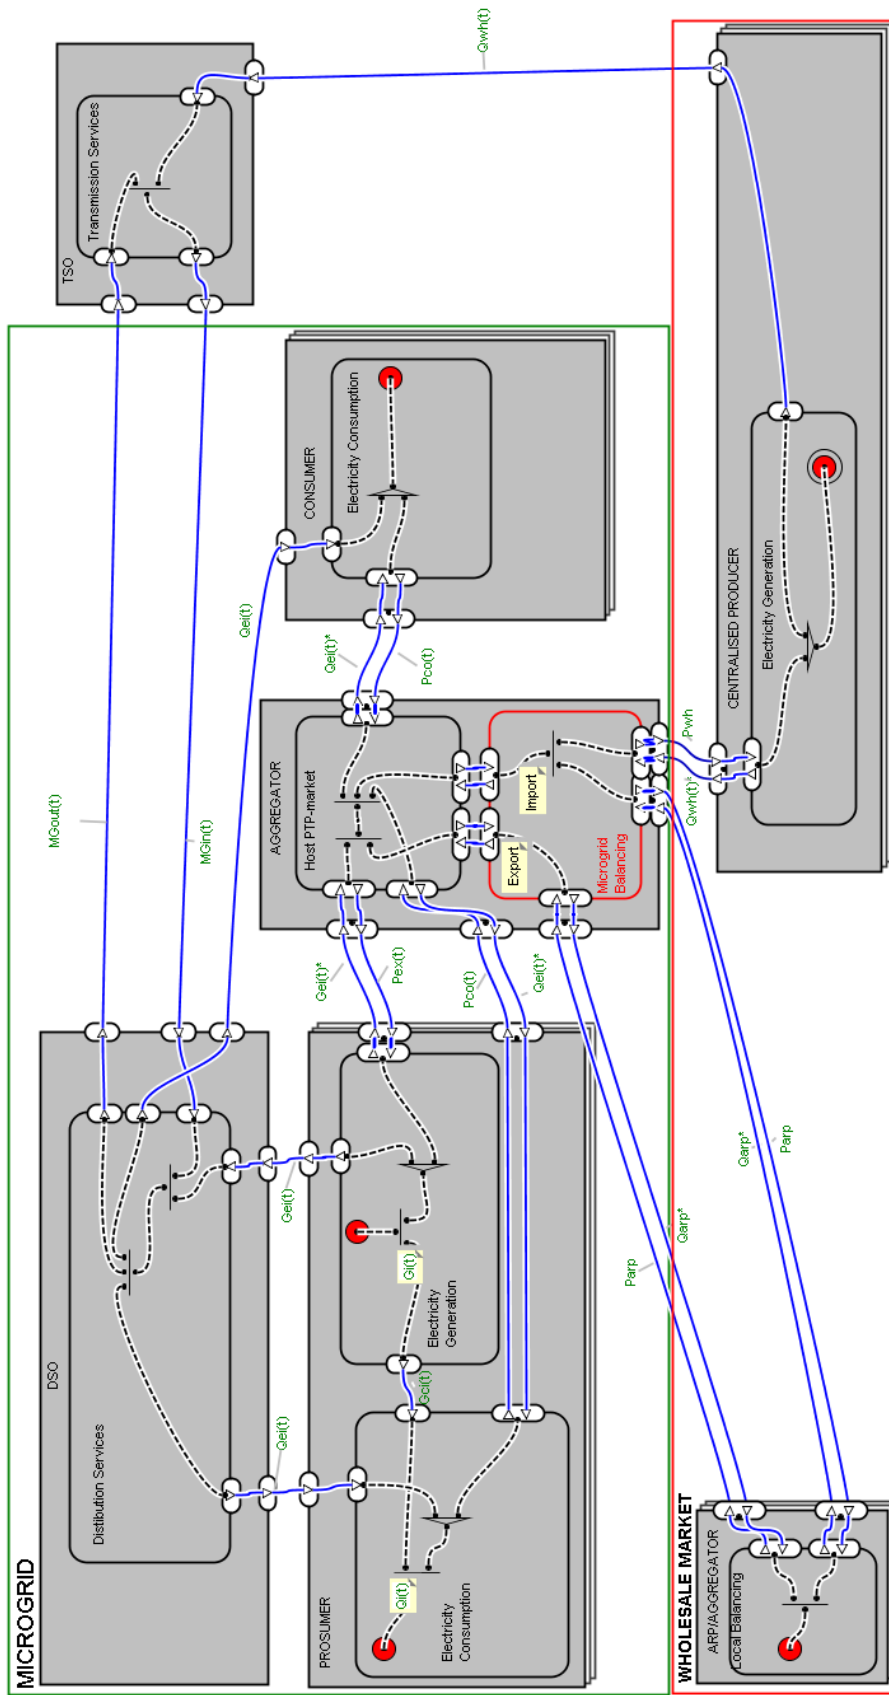 MICROGRID
DSO
TSO
MGout(t)
Distibution Services
Transmission Services
MGin(t)
Qei(t)
Qei(t)
Gei(t)
PROSUMER
AGGREGATOR
CONSUMER
Host PTP-market
Electricity Consumption
Gei(t)*
Pex(t)
Qei(t)*
Pco(t)
Qi(t)
Gi(t)
Gci(t)
Electricity
Consumption
Electricity
Generation
Pco(t)
Qei(t)*
Export
Import
Microgrid
Balancing
Parp
Qarp*
Qarp*
Parp
Pwh
Qwh(t)*
Qwh(t)
WHOLESALE MARKET
ARP/AGGREGATOR
Local Balancing
CENTRALISED PRODUCER
Electricity Generation